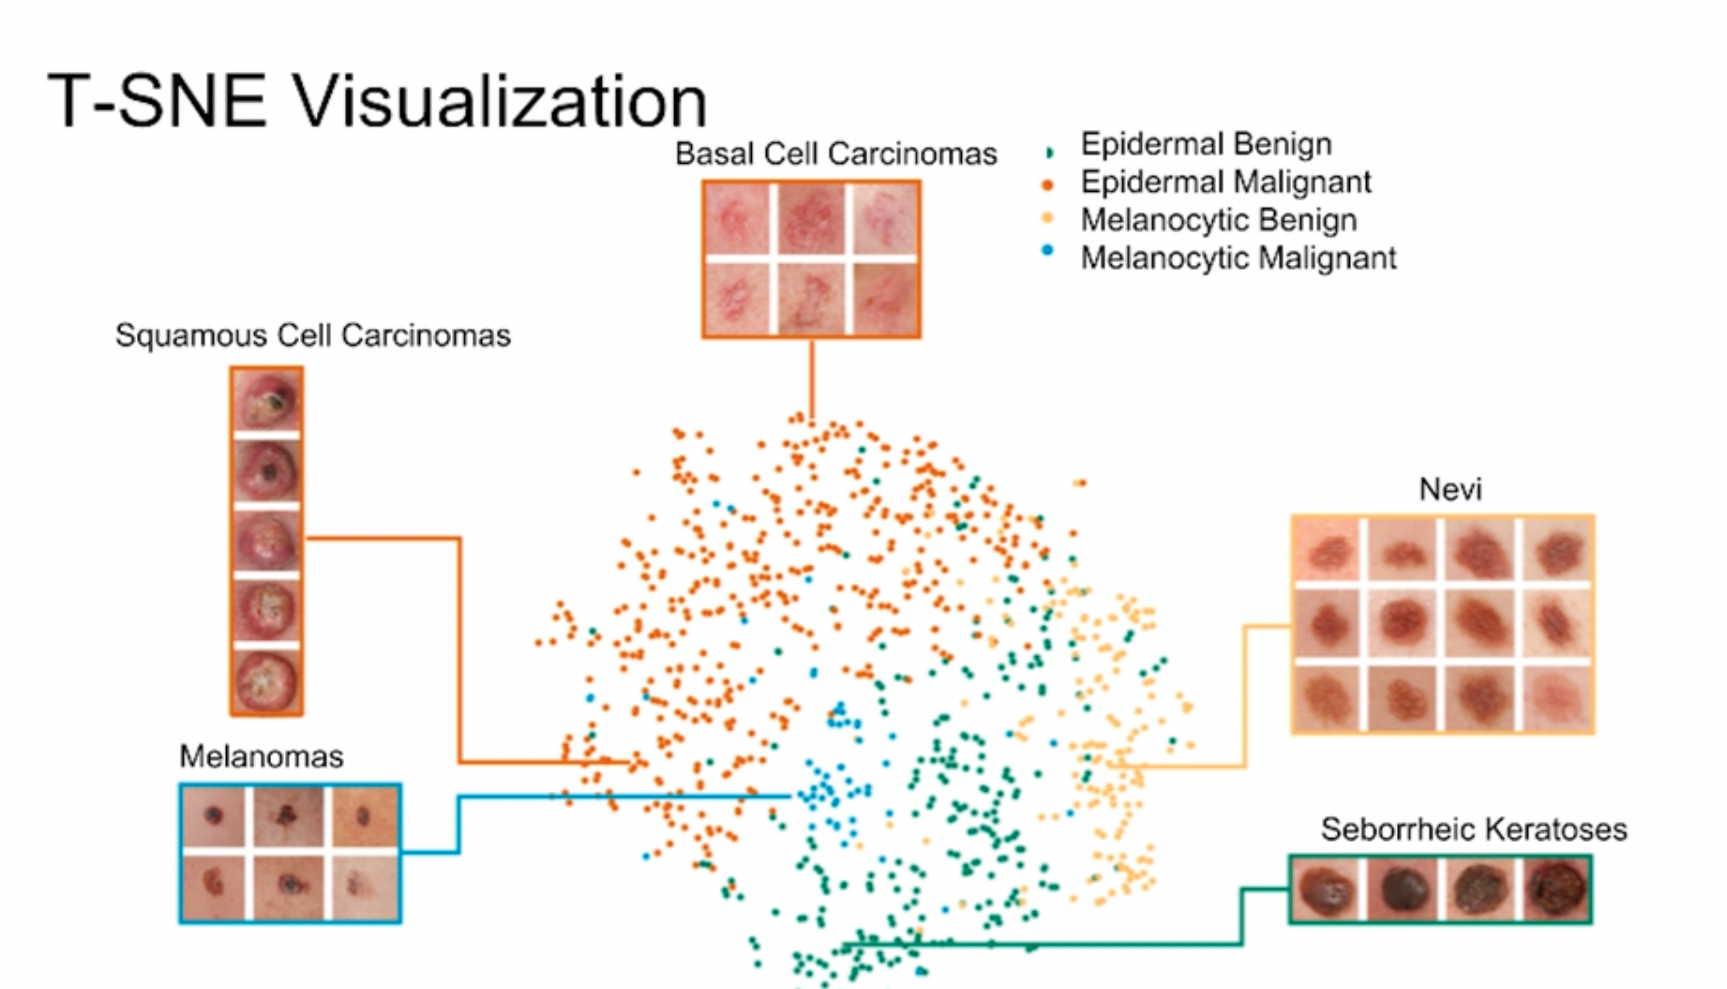 T-SNE Visualization
Basal Cell Carcinomas
Epidermal Benign
Epidermal Malignant
Melanocytic Benign
Melanocytic Malignant
Squamous Cell Carcinomas
Nevi
Melanomas
Seborrheic Keratoses